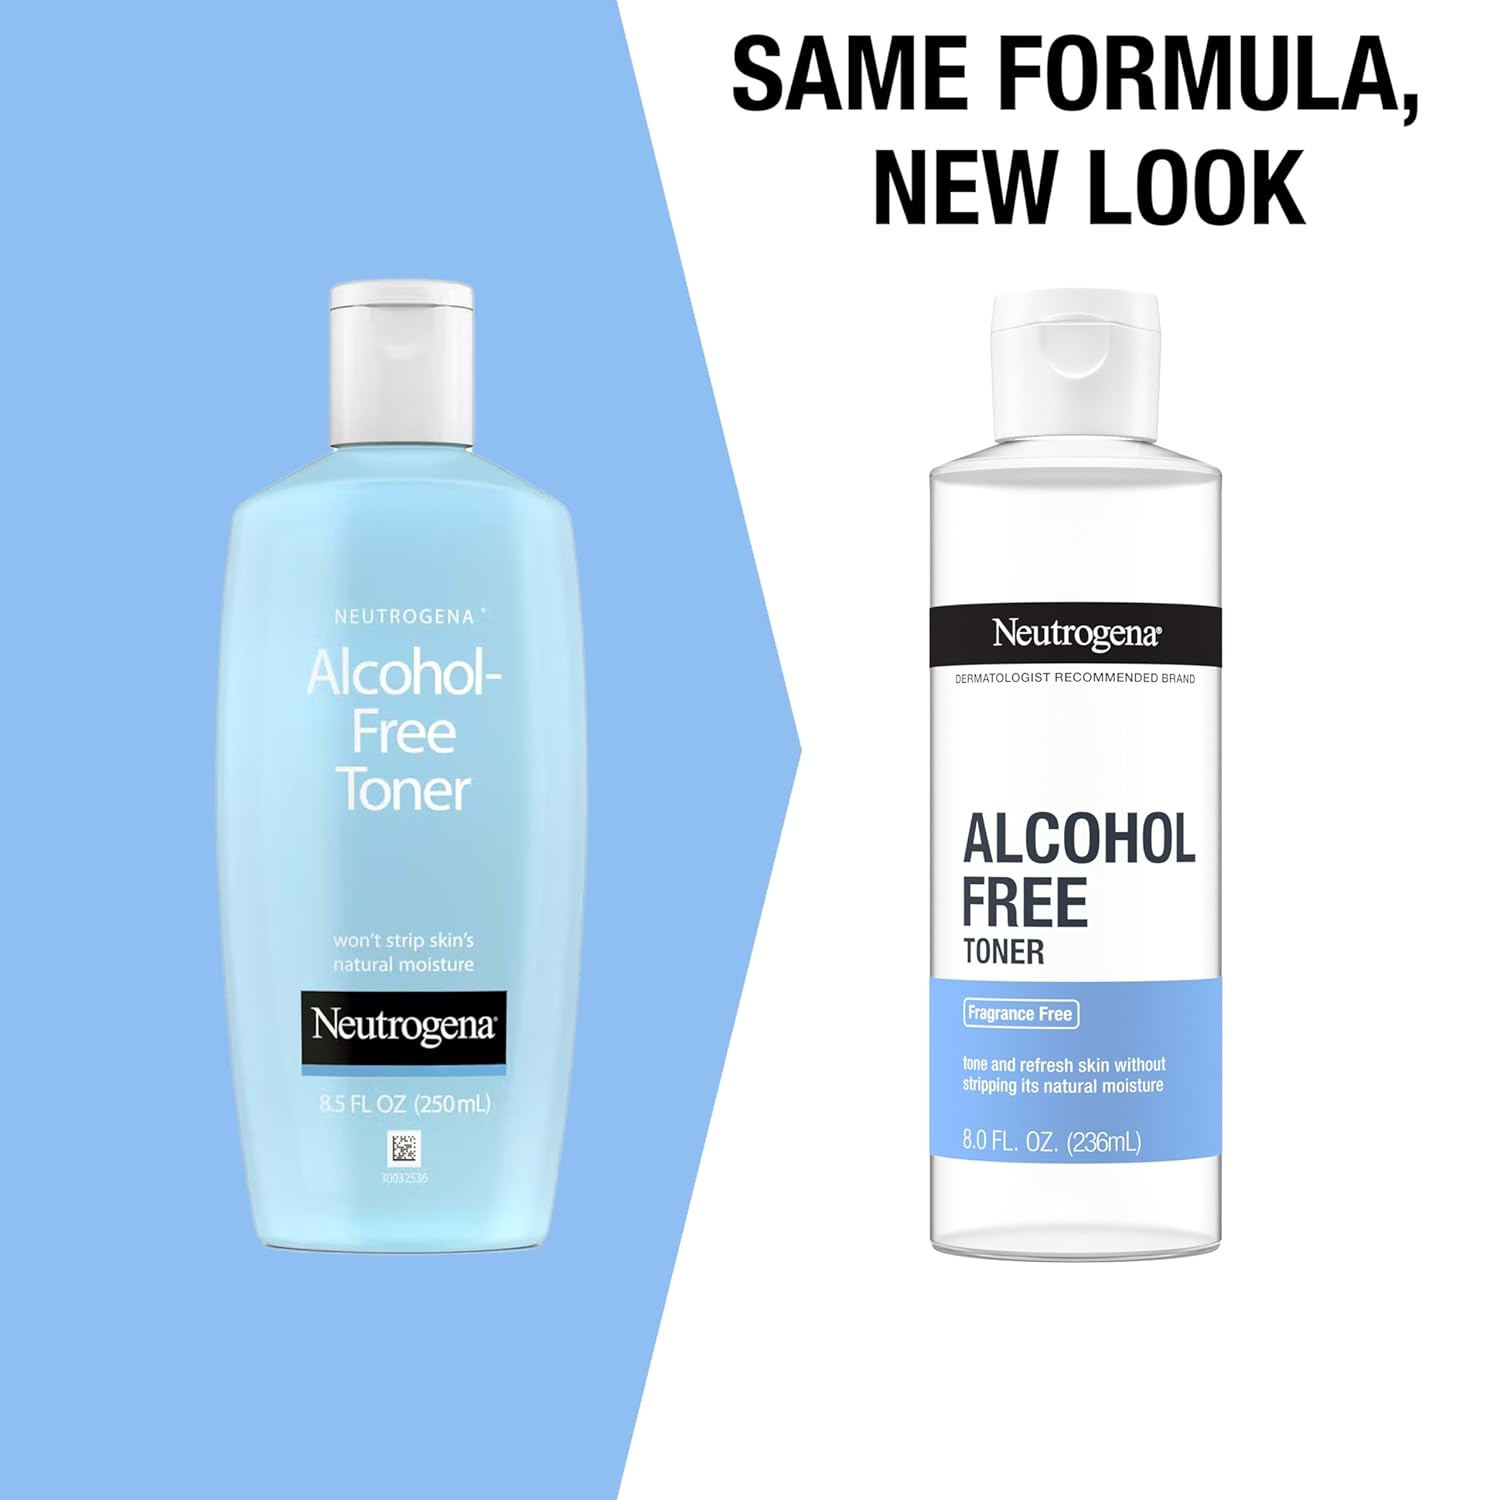 SAME FORMULA,
NEW LOOK
NEUTROGENA®
Alcohol-
Free
Toner
won't strip skin's
natural moisture
Neutrogena®
8.5 FL OZ (250mL)
30032536
Neutrogena®
DERMATOLOGIST RECOMMENDED BRAND
ALCOHOL
FREE
TONER
Fragrance Free
tone and refresh skin without
stripping its natural moisture
8.0 FL. OZ. (236mL)